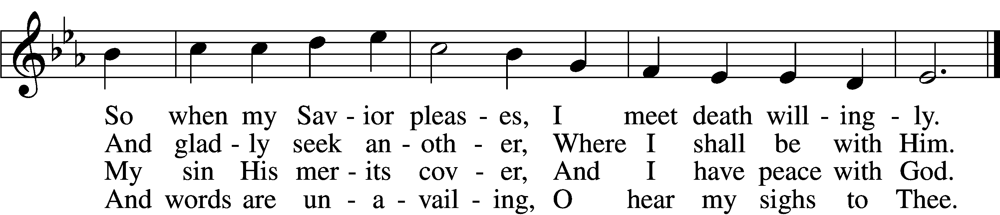 So when my Sav - ior pleas - es, I meet death will - ing - ly.
And glad - ly seek an - oth - er, Where I shall be with Him.
My sin His mer - its cov - er, And I have peace with God.
And words are un - a - vail - ing, O hear my sighs to Thee.